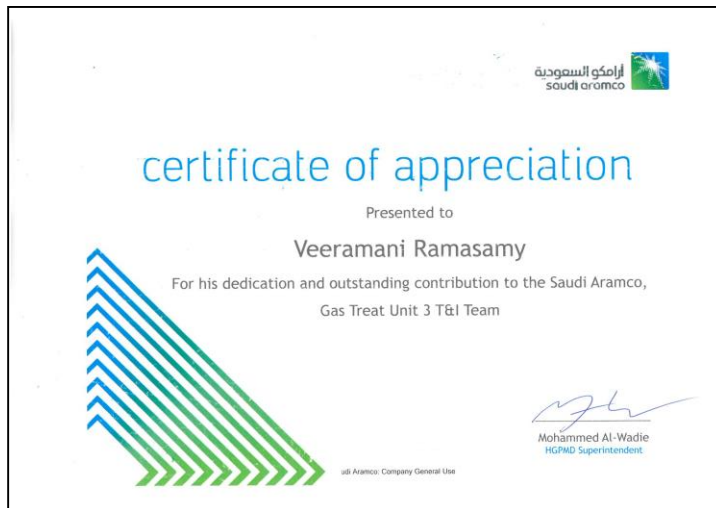 أرامكو السعودية
saudi aramco
certificate of appreciation
Presented to
Veeramani Ramasamy
For his dedication and outstanding contribution to the Saudi Aramco,
Gas Treat Unit 3 T&I Team
Mohammed Al-Wadie
HGPMD Superintendent
udi Aramco: Company General Use